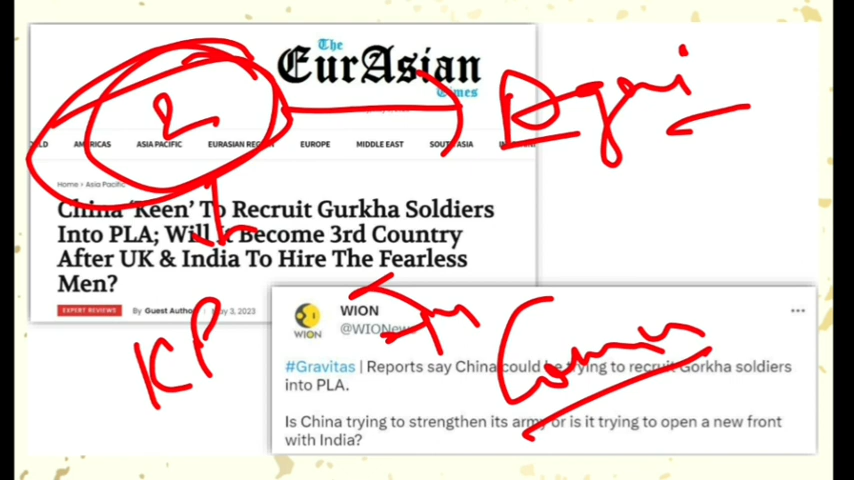 The
EurAsian
Times
AMERICAS ASIA PACIFIC EURASIAN REGION EUROPE MIDDLE EAST SOUTH ASIA
Home > Asia Pacific
China 'Keen' To Recruit Gurkha Soldiers
Into PLA; Will It Become 3rd Country
After UK & India To Hire The Fearless
Men?
EXPERT REVIEWS By Guest Author May 3, 2023
2
KP
WION
WION
@WIONews
#Gravitas | Reports say China could be trying to recruit Gorkha soldiers
into PLA.
Is China trying to strengthen its army or is it trying to open a new front
with India?